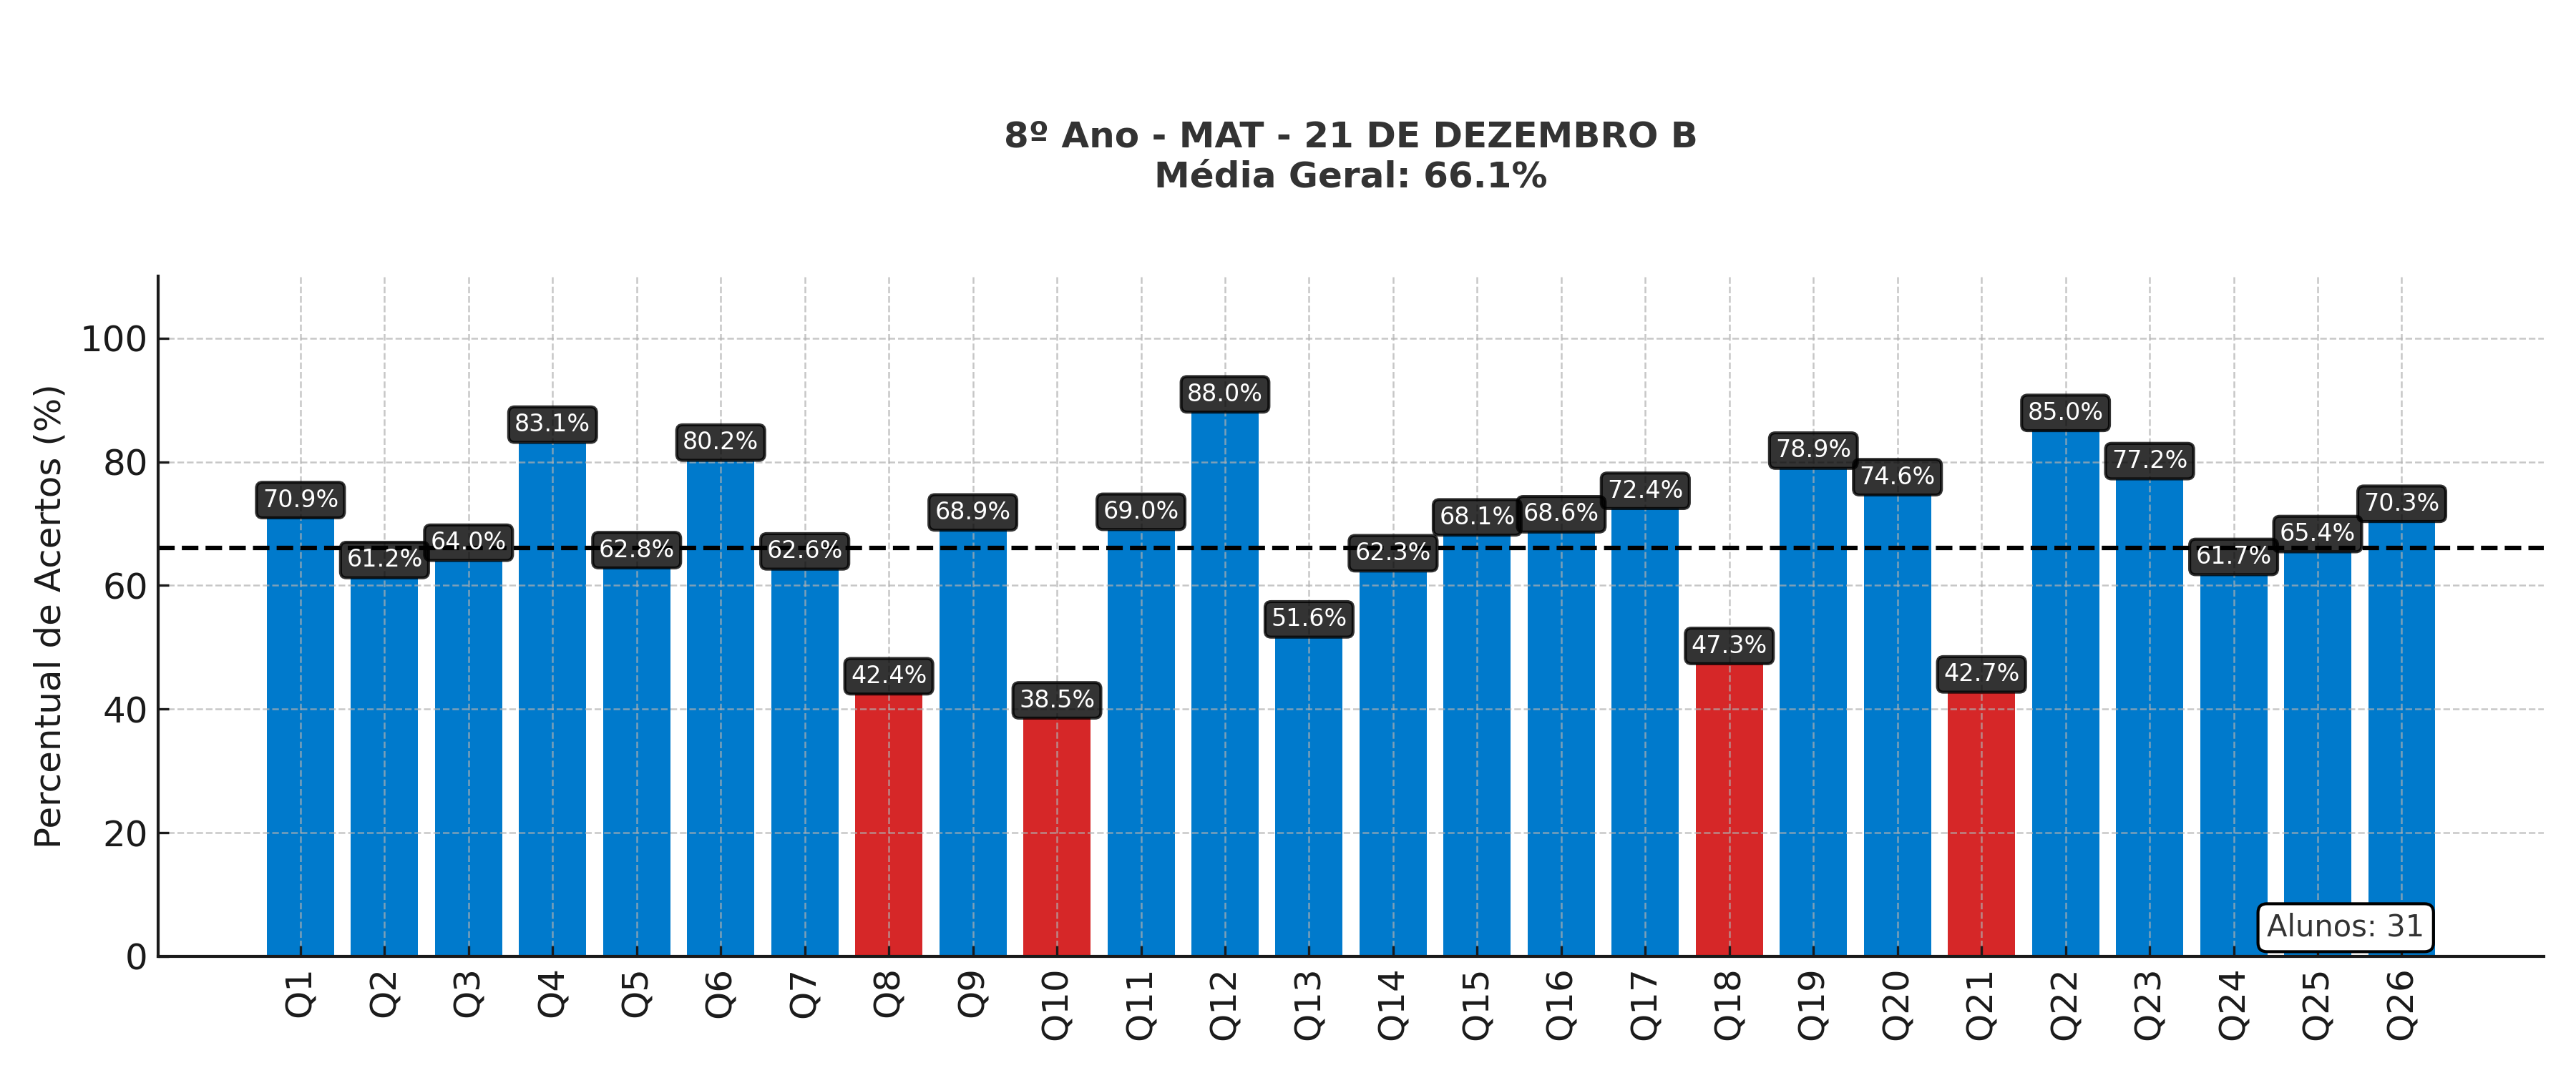 8º Ano - MAT - 21 DE DEZEMBRO B
Média Geral: 66.1%
Percentual de Acertos (%)
100
80
60
40
20
0
70.9%
61.2%
64.0%
83.1%
62.8%
80.2%
62.6%
42.4%
68.9%
38.5%
69.0%
88.0%
51.6%
62.3%
68.1%
68.6%
72.4%
47.3%
78.9%
74.6%
42.7%
85.0%
77.2%
61.7%
65.4%
70.3%
Alunos: 31
Q1
Q2
Q3
Q4
Q5
Q6
Q7
Q8
Q9
Q10
Q11
Q12
Q13
Q14
Q15
Q16
Q17
Q18
Q19
Q20
Q21
Q22
Q23
Q24
Q25
Q26